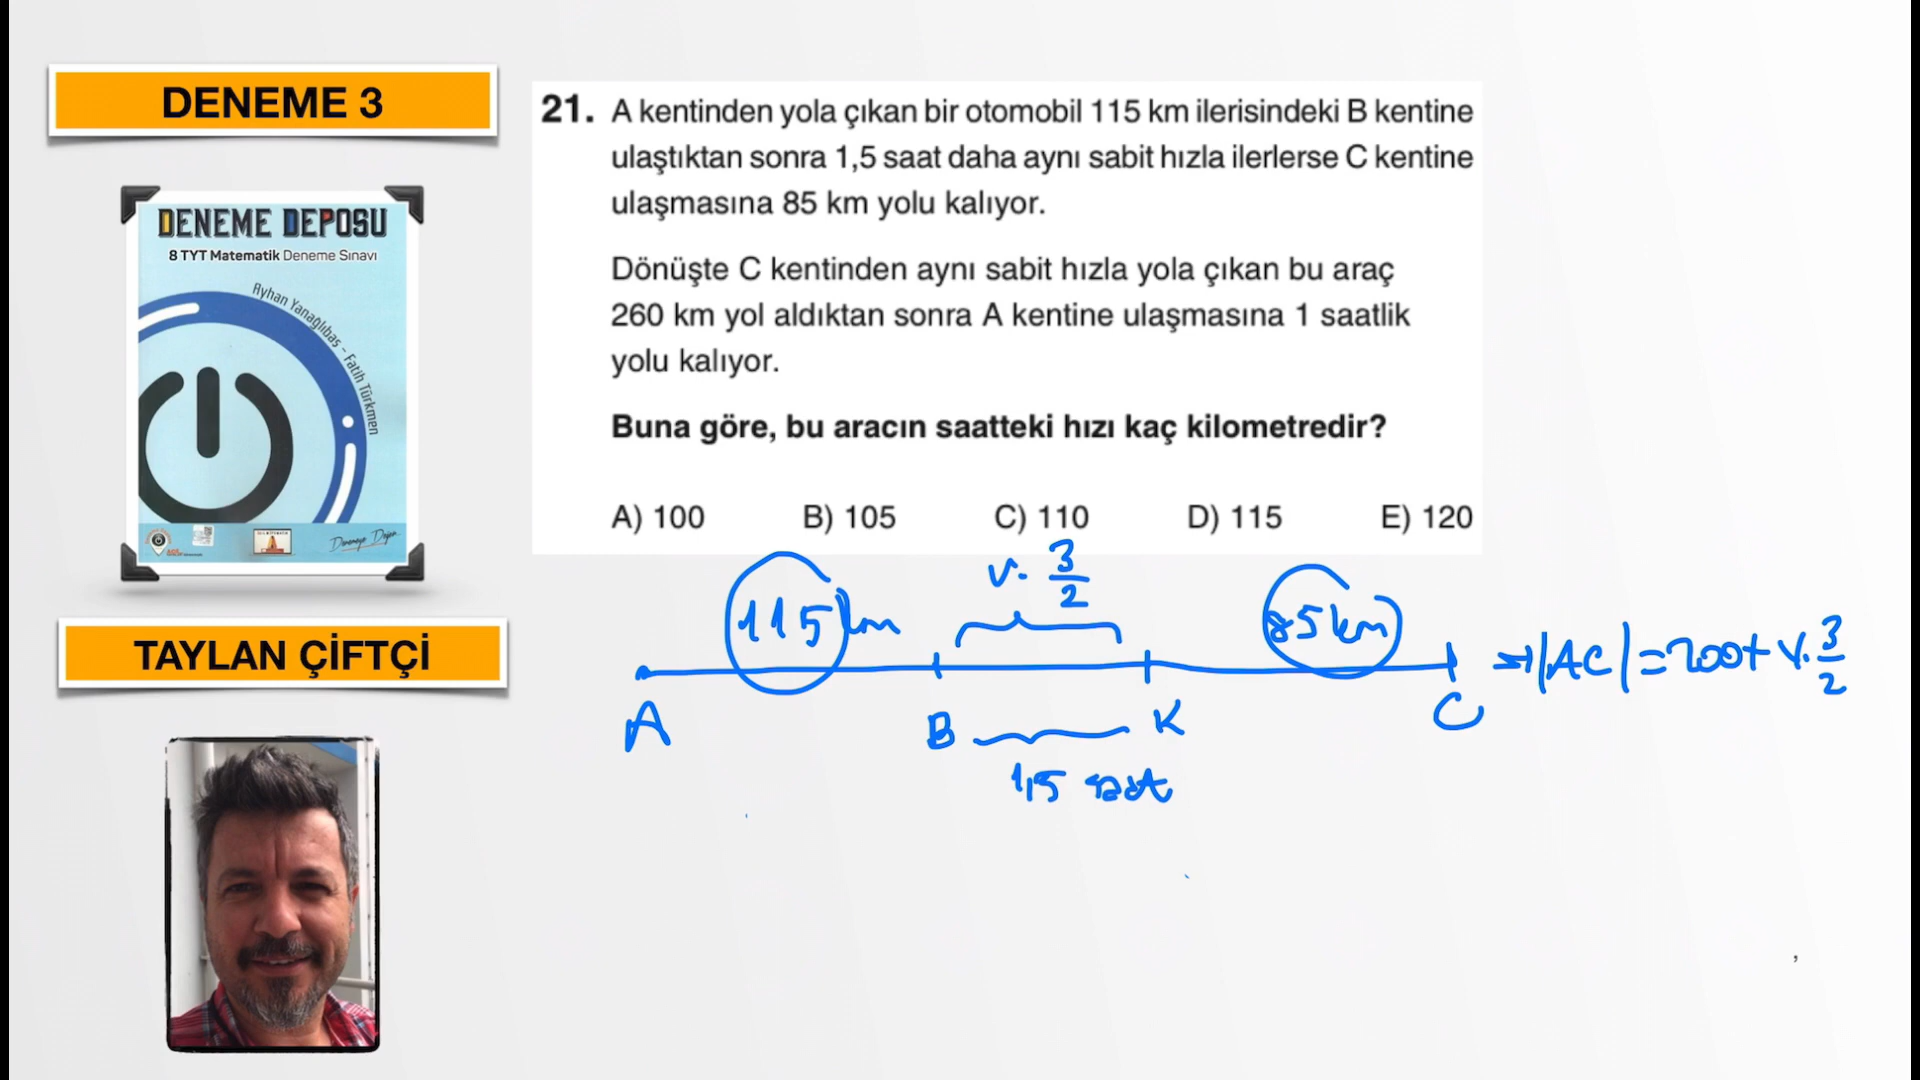 DENEME 3
DENEME DEPOSU
8 TYT Matematik Deneme Sınavı
Ayhan Yanağlıbaş - Fatih Türkmen
Denemeye Değer
TAYLAN ÇİFTÇİ
21. A kentinden yola çıkan bir otomobil 115 km ilerisindeki B kentine
ulaştıktan sonra 1,5 saat daha aynı sabit hızla ilerlerse C kentine
ulaşmasına 85 km yolu kalıyor.
Dönüşte C kentinden aynı sabit hızla yola çıkan bu araç
260 km yol aldıktan sonra A kentine ulaşmasına 1 saatlik
yolu kalıyor.
Buna göre, bu aracın saatteki hızı kaç kilometredir?
A) 100 B) 105 C) 110 D) 115 E) 120
V. 3/2
115 km 85 km
⇒ |AC| = 200 + V. 3/2
A B K C
1,5 saat